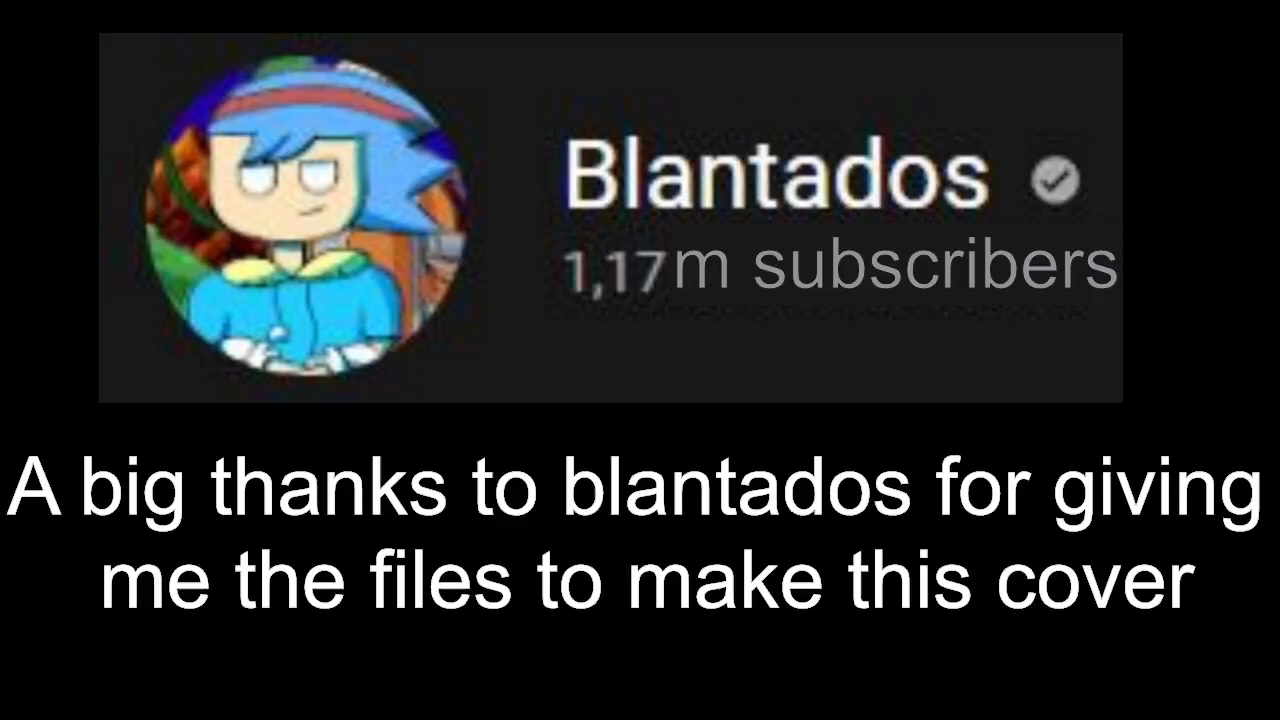 Blantados
1,17m subscribers
A big thanks to blantados for giving
me the files to make this cover